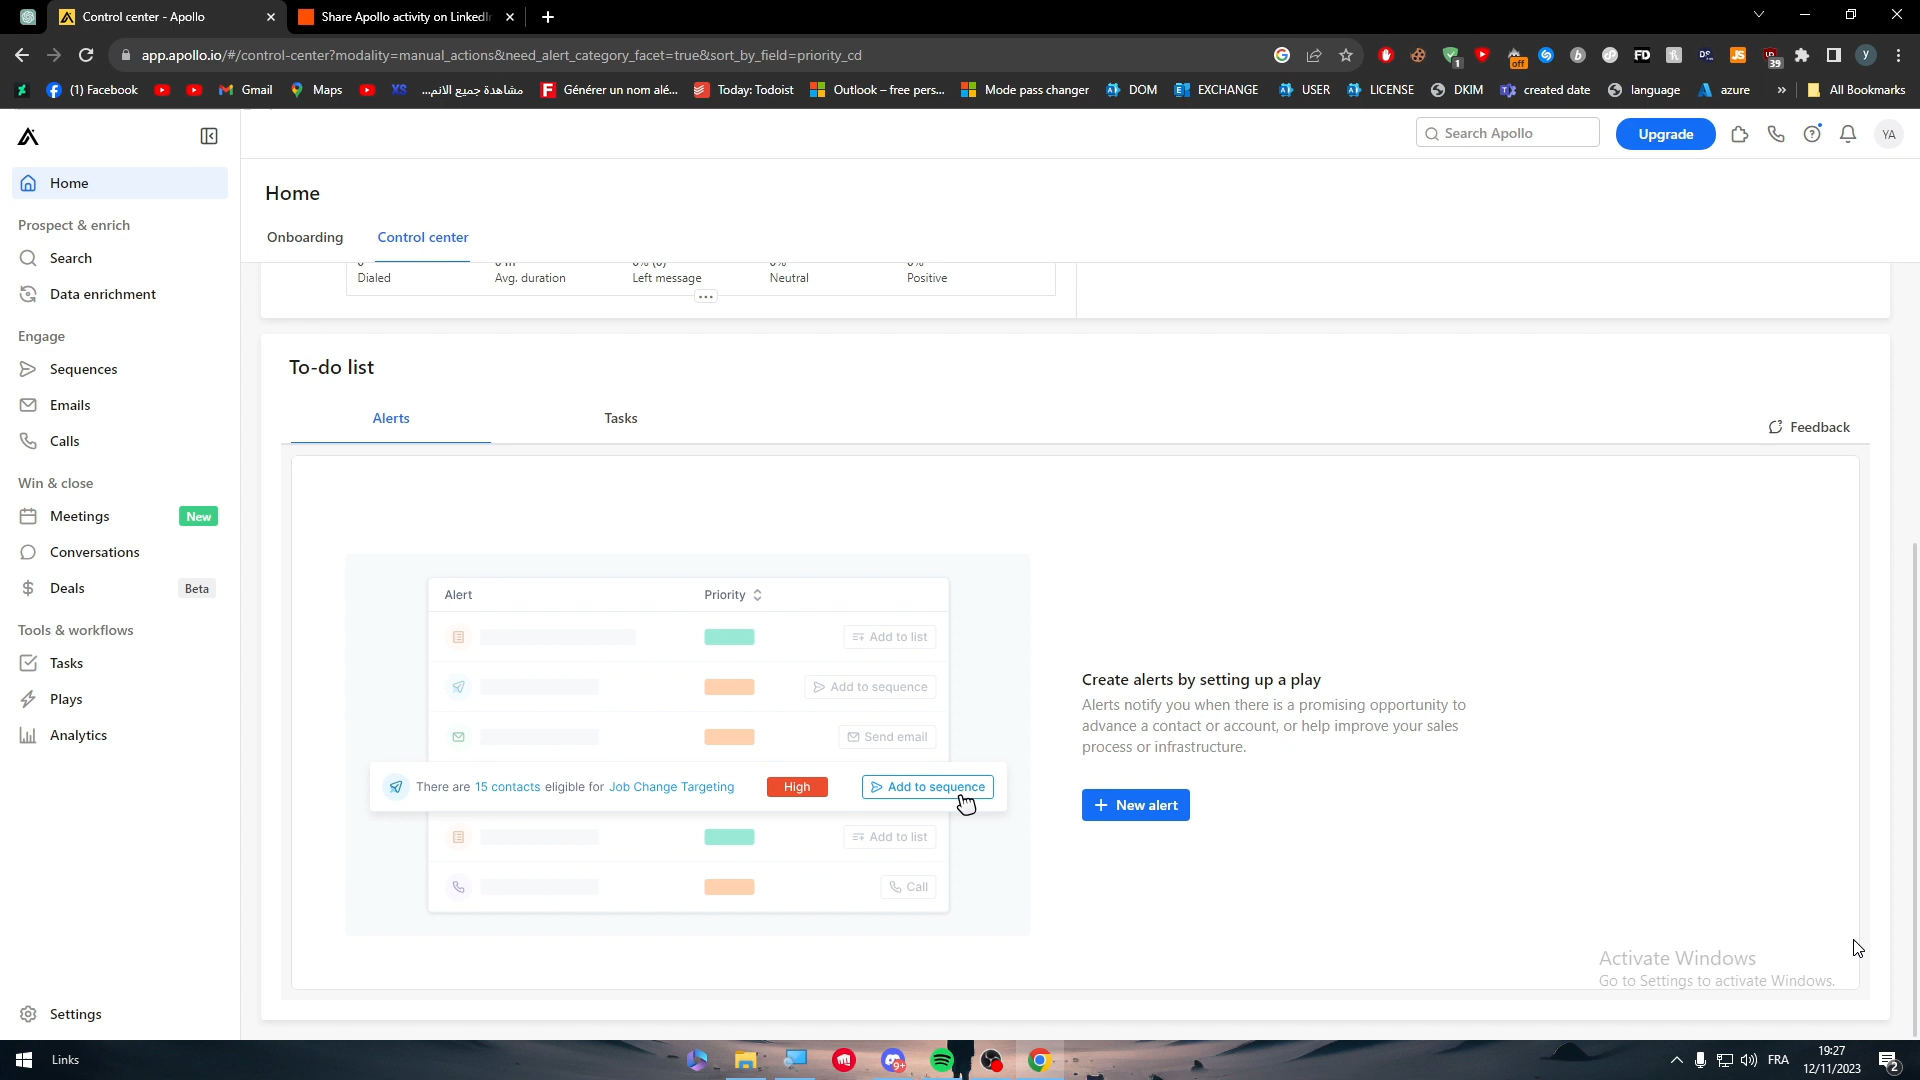 Control center - Apollo
Share Apollo activity on LinkedIn
app.apollo.io/#/control-center?modality=manual_actions&need_alert_category_facet=true&sort_by_field=priority_cd
1
off
39
y
(1) Facebook
Gmail
Maps
XS
مشاهدة جميع الانم...
Générer un nom alé...
Today: Todoist
Outlook – free pers...
Mode pass changer
DOM
EXCHANGE
USER
LICENSE
DKIM
created date
language
azure
»
All Bookmarks
Search Apollo
Upgrade
YA
Home
Prospect & enrich
Search
Data enrichment
Engage
Sequences
Emails
Calls
Win & close
Meetings New
Conversations
Deals Beta
Tools & workflows
Tasks
Plays
Analytics
Settings
Home
Onboarding Control center
Dialed Avg. duration Left message Neutral Positive
To-do list
Alerts Tasks
Feedback
Alert Priority
Add to list
Add to sequence
Send email
There are 15 contacts eligible for Job Change Targeting High Add to sequence
Add to list
Call
Create alerts by setting up a play
Alerts notify you when there is a promising opportunity to
advance a contact or account, or help improve your sales
process or infrastructure.
+ New alert
Activate Windows
Go to Settings to activate Windows.
Links
9+
FRA
19:27
12/11/2023
2